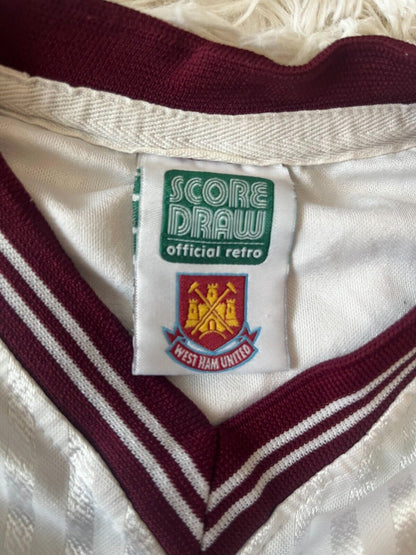 SCORE
DRAW
official retro
WEST HAM UNITED